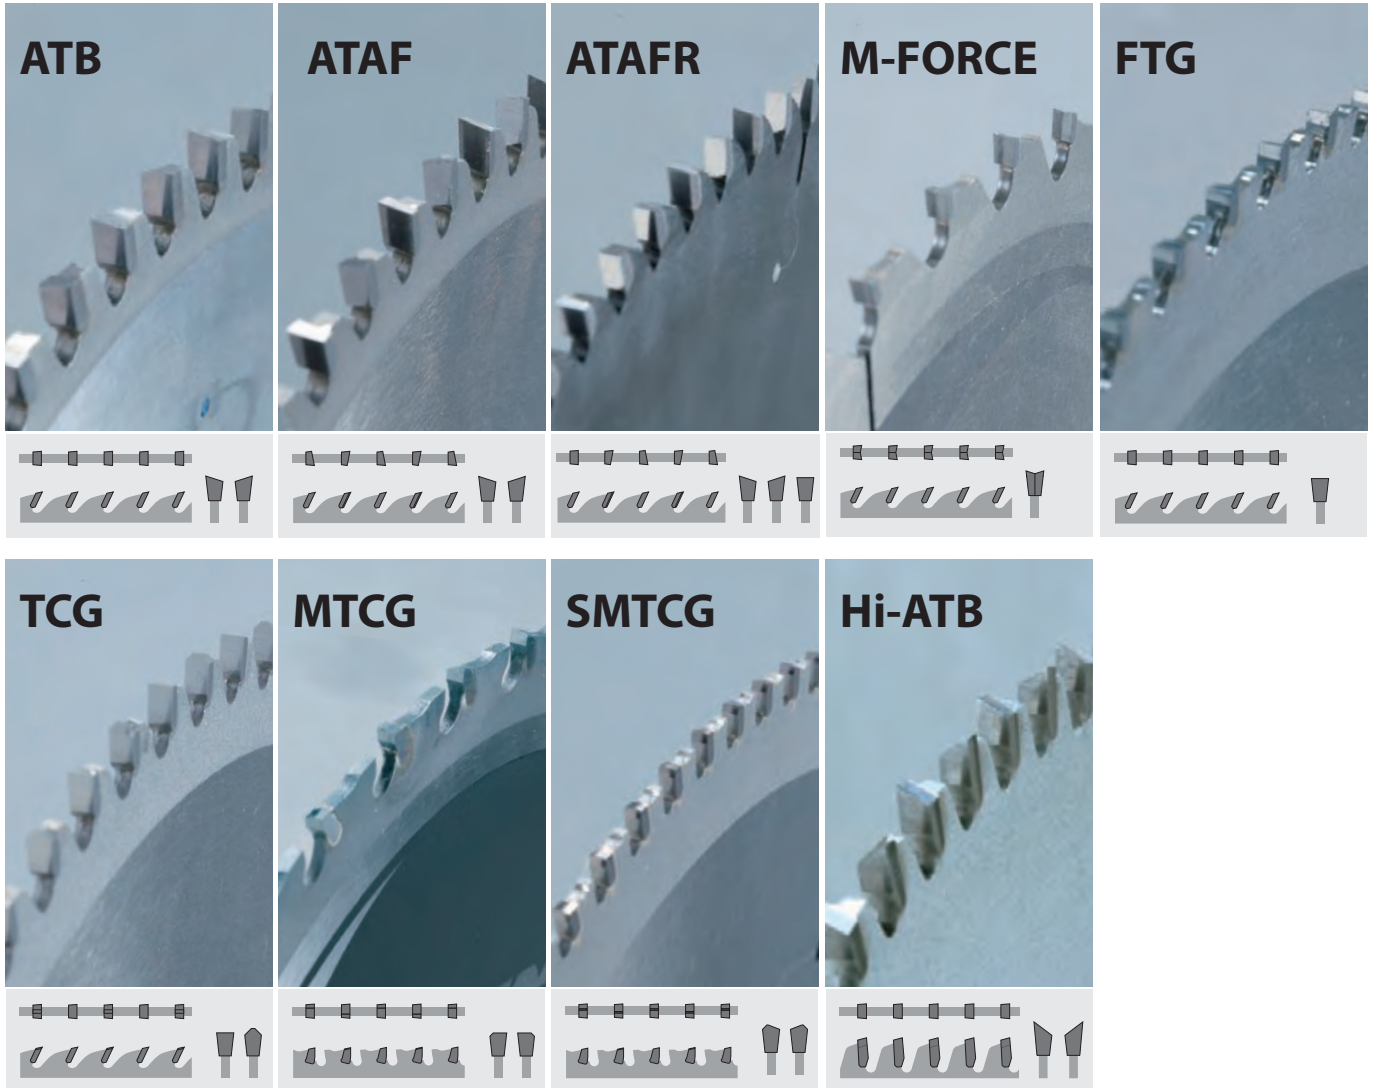 ATB
ATAF
ATAFR
M-FORCE
FTG
TCG
MTCG
SMTCG
Hi-ATB